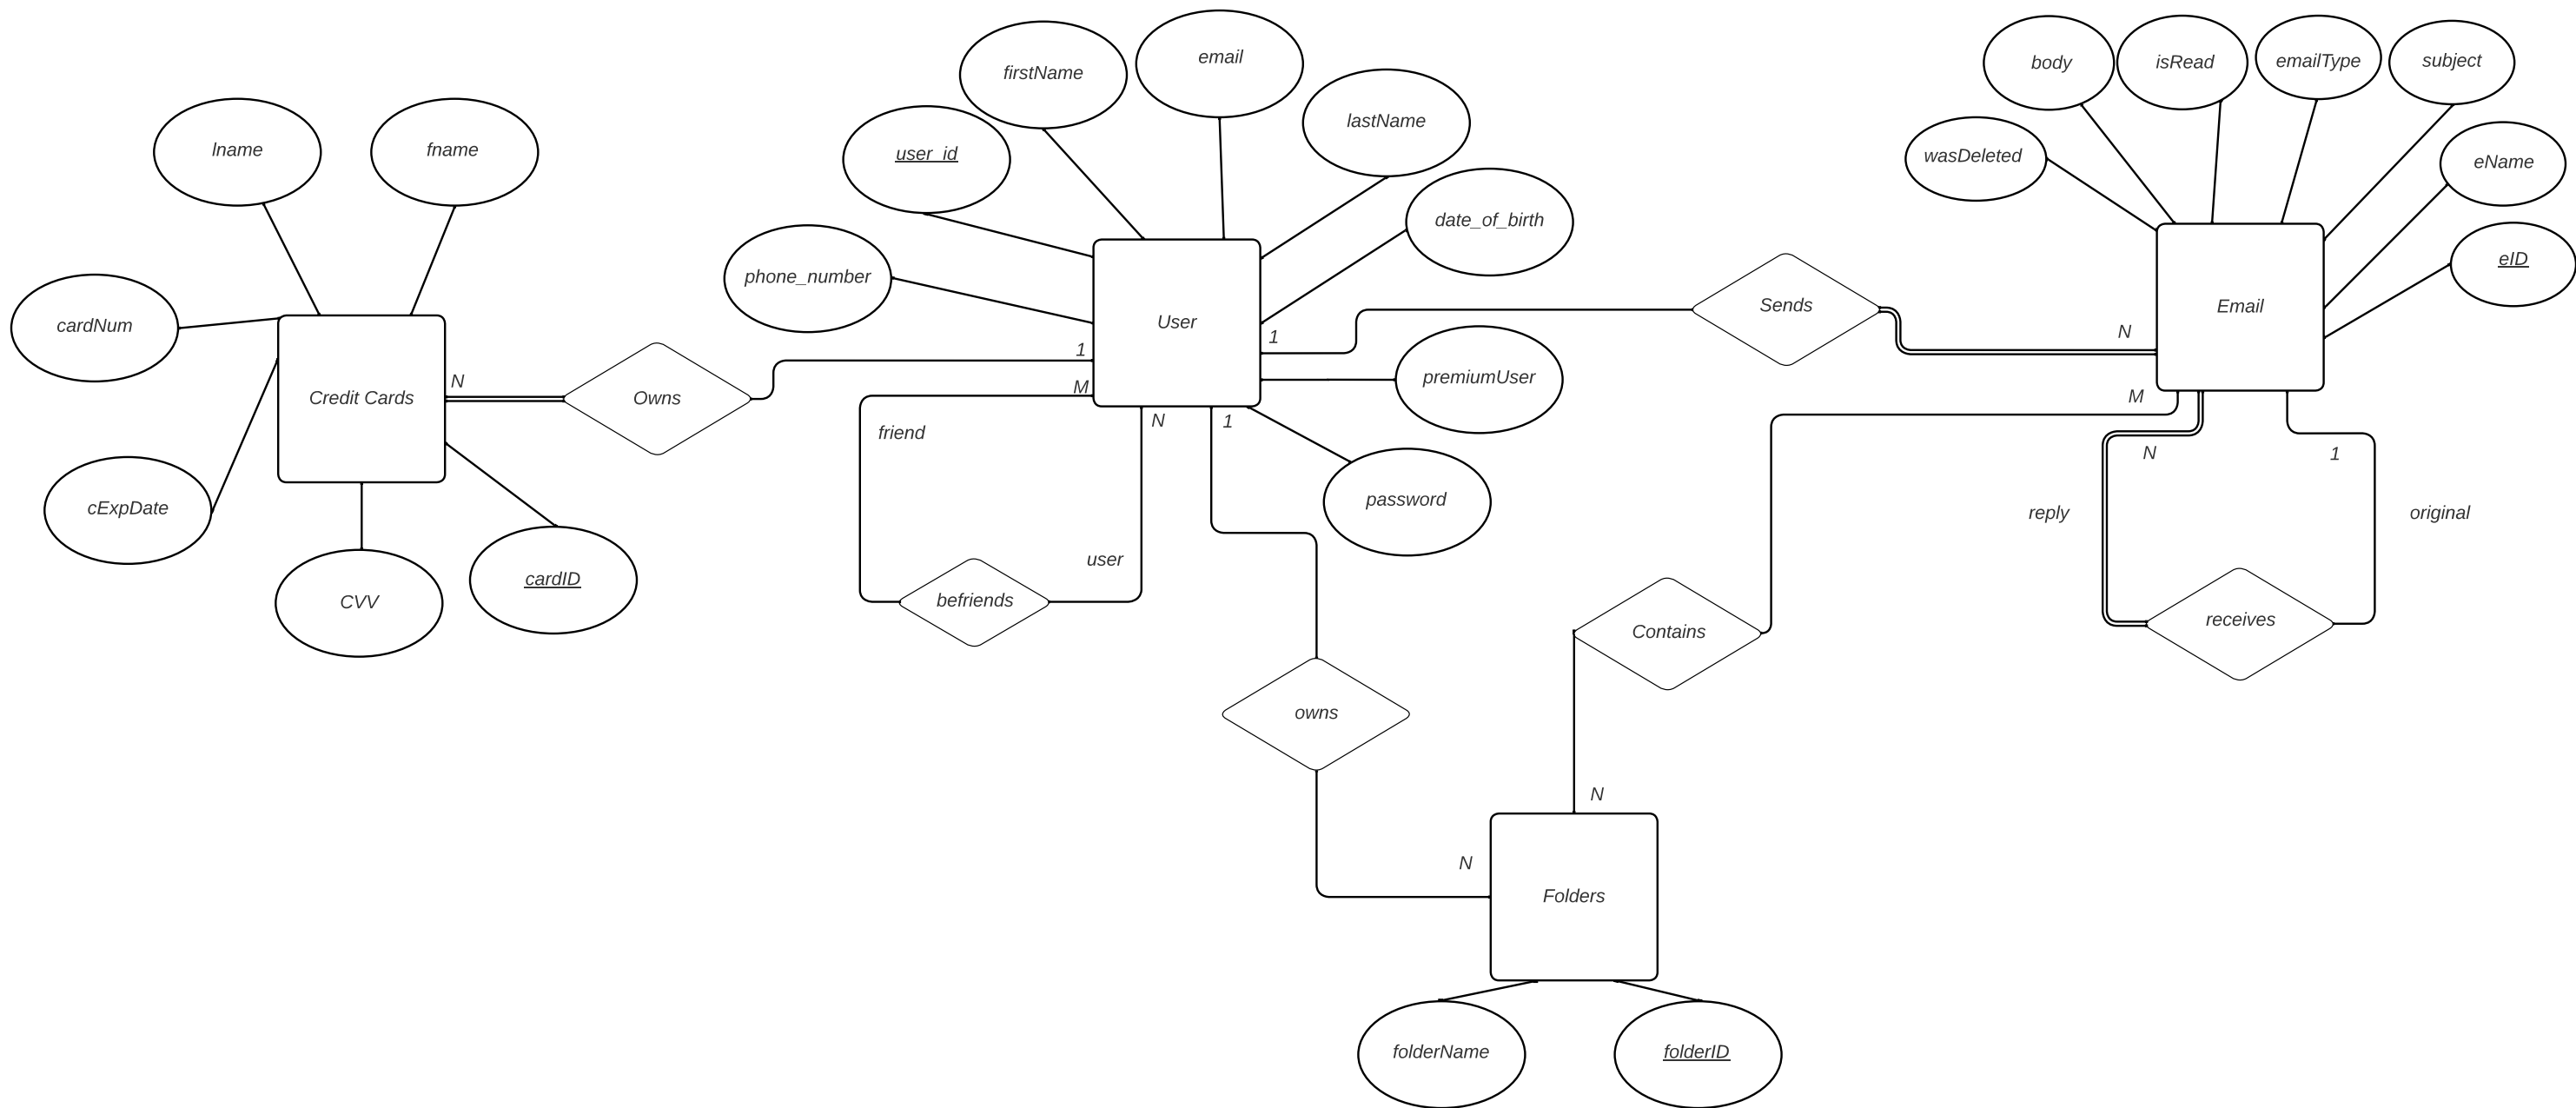 email
firstName
body
isRead
emailType
subject
lastName
lname
fname
user_id
wasDeleted
eName
date_of_birth
phone_number
eID
cardNum
User
Sends
Email
1
N
1
premiumUser
N
M
Credit Cards
Owns
M
friend
N
1
N
1
password
cExpDate
reply
original
user
cardID
CVV
befriends
Contains
receives
owns
N
N
Folders
folderName
folderID